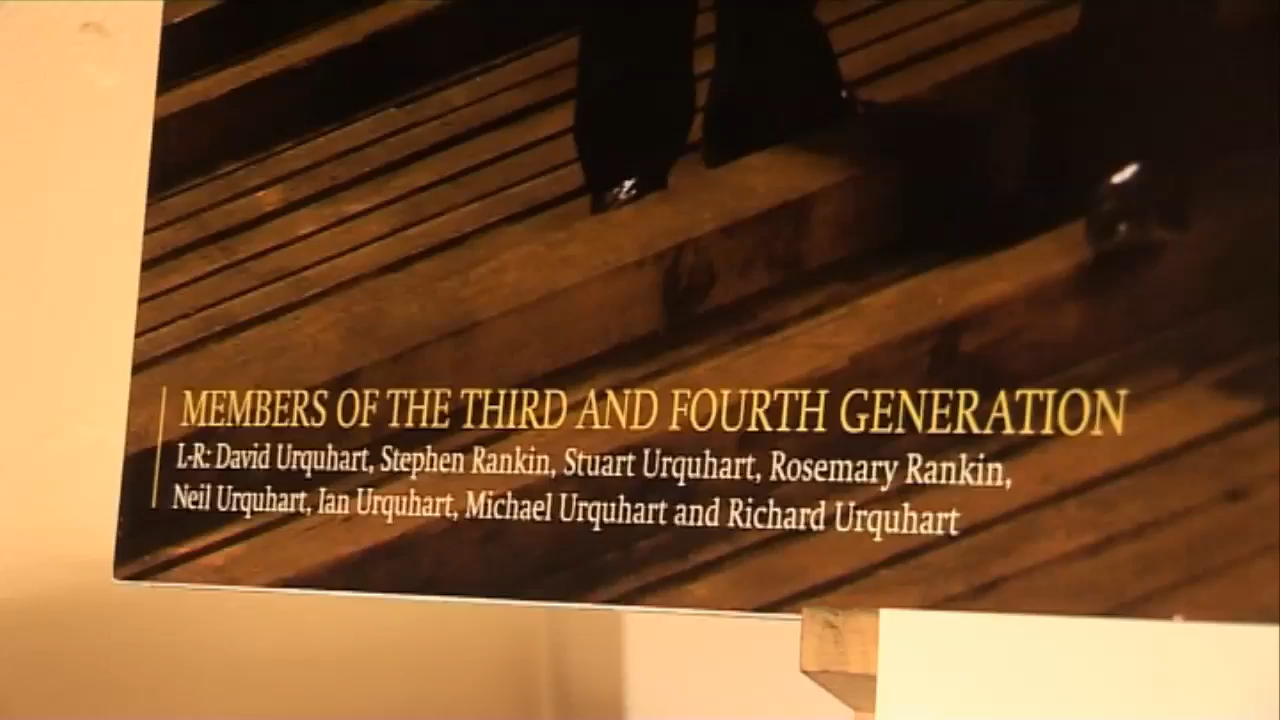 MEMBERS OF THE THIRD AND FOURTH GENERATION
L-R: David Urquhart, Stephen Rankin, Stuart Urquhart, Rosemary Rankin,
Neil Urquhart, Ian Urquhart, Michael Urquhart and Richard Urquhart